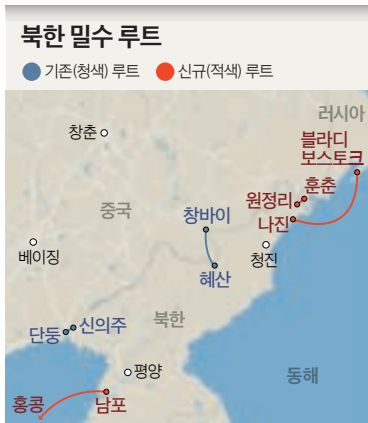 북한 밀수 루트
기존(청색) 루트 신규(적색) 루트
러시아
창춘
블라디
보스토크
훈춘
원정리
중국
창바이
나진
베이징
청진
혜산
북한
신의주
단둥
평양
동해
홍콩
남포